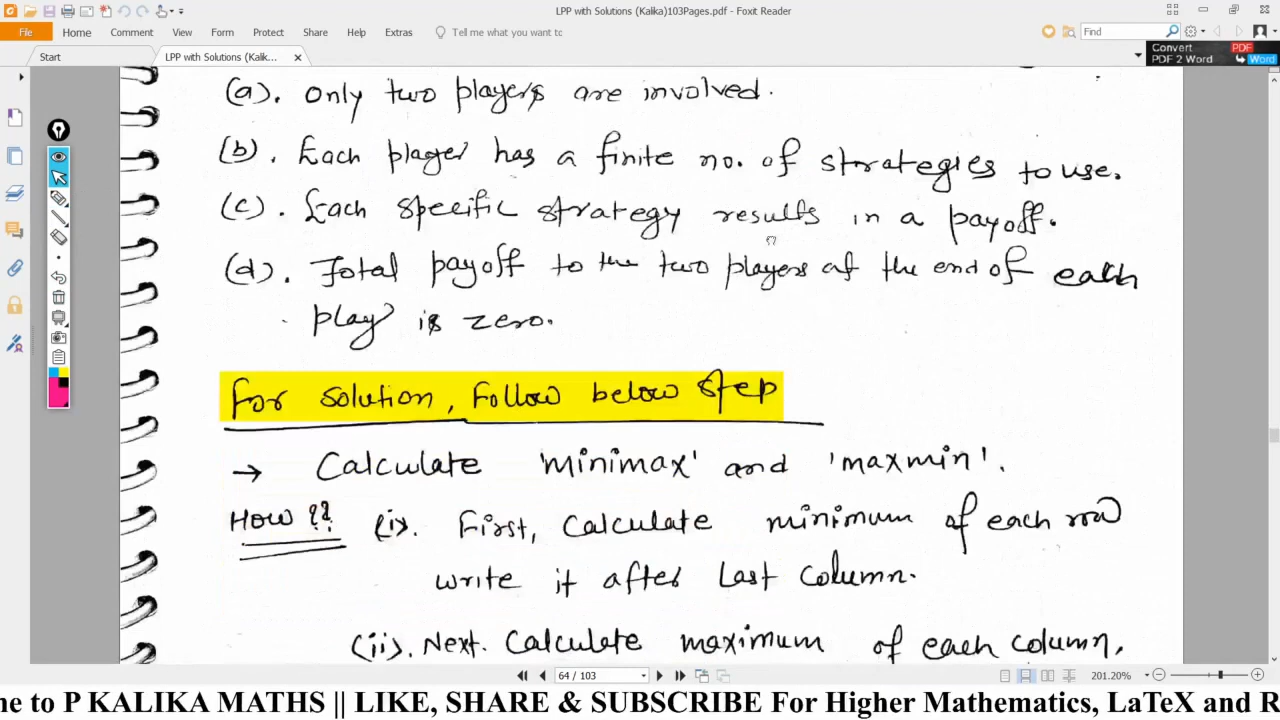 LPP with Solutions (Kalika)103Pages.pdf - Foxit Reader
File Home Comment View Form Protect Share Help Extras Tell me what you want tc Find
Start LPP with Solutions (Kalik... Convert PDF
PDF 2 Word Word
(a). Only two players are involved.
(b). Each player has a finite no. of strategies to use.
(c). Each specific strategy results in a payoff.
(d). Total payoff to the two players at the end of each
play is zero.
For solution, Follow below step
→ Calculate 'minimax' and 'maxmin'.
How ?? (i). First, Calculate minimum of each row
write it after last column.
(ii). Next. Calculate maximum of each column,
64 / 103 201.20%
ne to P KALIKA MATHS || LIKE, SHARE & SUBSCRIBE For Higher Mathematics, LaTeX and R